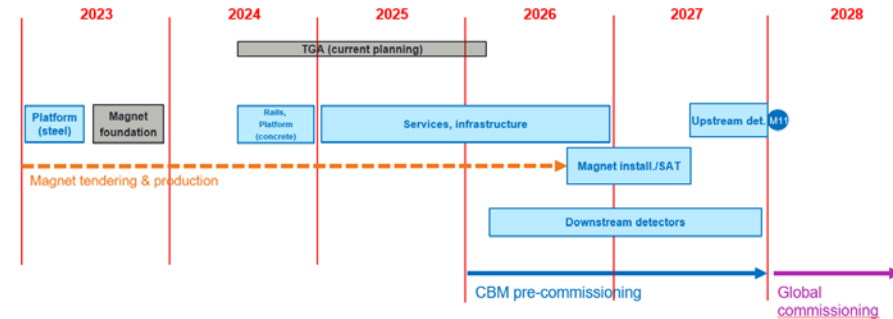 2023
2024
2025
2026
2027
2028
TGA (current planning)
Platform
(steel)
Magnet
foundation
Rails,
Platform
(concrete)
Services, infrastructure
Upstream det.
M11
Magnet install./SAT
Magnet tendering & production
Downstream detectors
CBM pre-commissioning
Global
commissioning